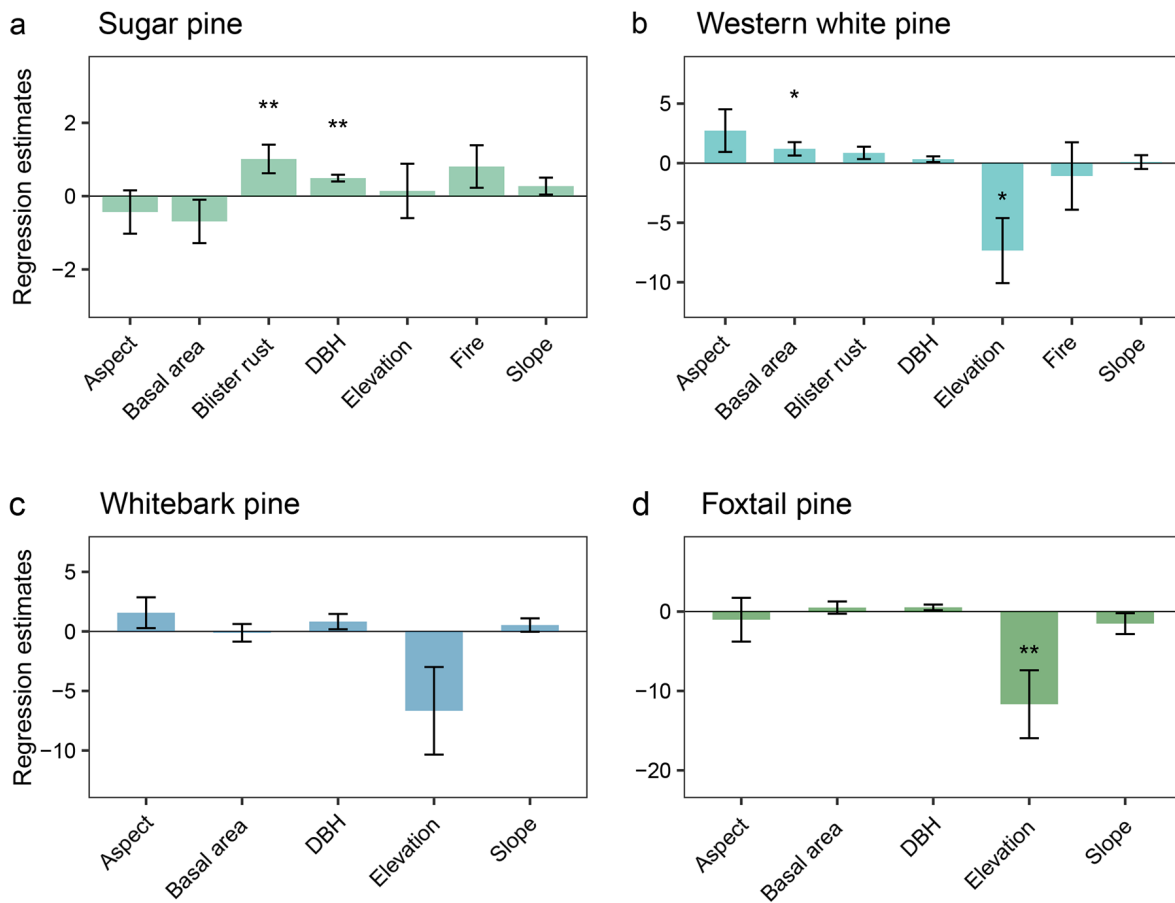 a Sugar pine
Regression estimates
2
0
−2
**
**
Aspect
Basal area
Blister rust
DBH
Elevation
Fire
Slope
b Western white pine
5
0
−5
−10
*
*
Aspect
Basal area
Blister rust
DBH
Elevation
Fire
Slope
c Whitebark pine
Regression estimates
5
0
−5
−10
Aspect
Basal area
DBH
Elevation
Slope
d Foxtail pine
0
−10
−20
**
Aspect
Basal area
DBH
Elevation
Slope